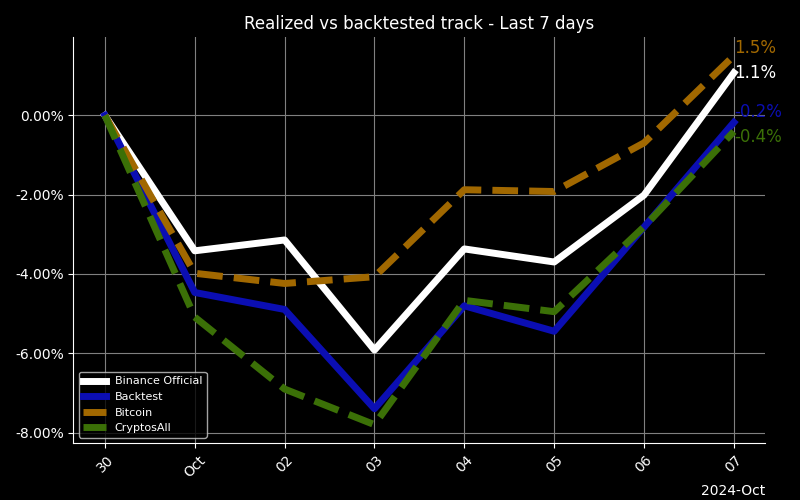 Realized vs backtested track - Last 7 days
1.5%
1.1%
0.00%
-0.2%
-0.4%
-2.00%
-4.00%
-6.00%
-8.00%
Binance Official
Backtest
Bitcoin
CryptosAll
30
Oct
02
03
04
05
06
07
2024-Oct